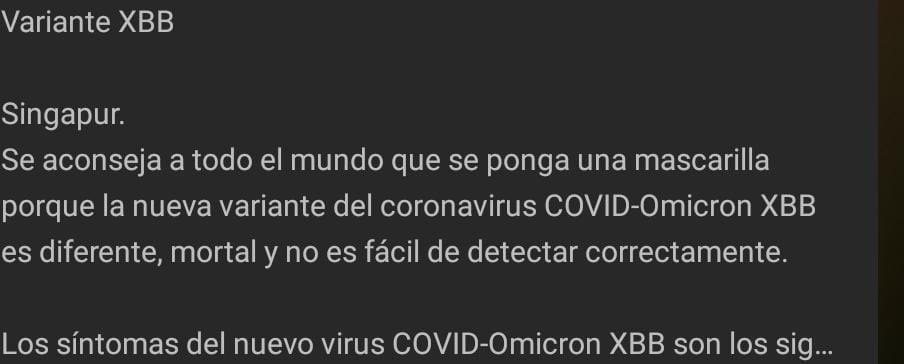 Variante XBB
Singapur.
Se aconseja a todo el mundo que se ponga una mascarilla
porque la nueva variante del coronavirus COVID-Omicron XBB
es diferente, mortal y no es fácil de detectar correctamente.
Los síntomas del nuevo virus COVID-Omicron XBB son los sig...